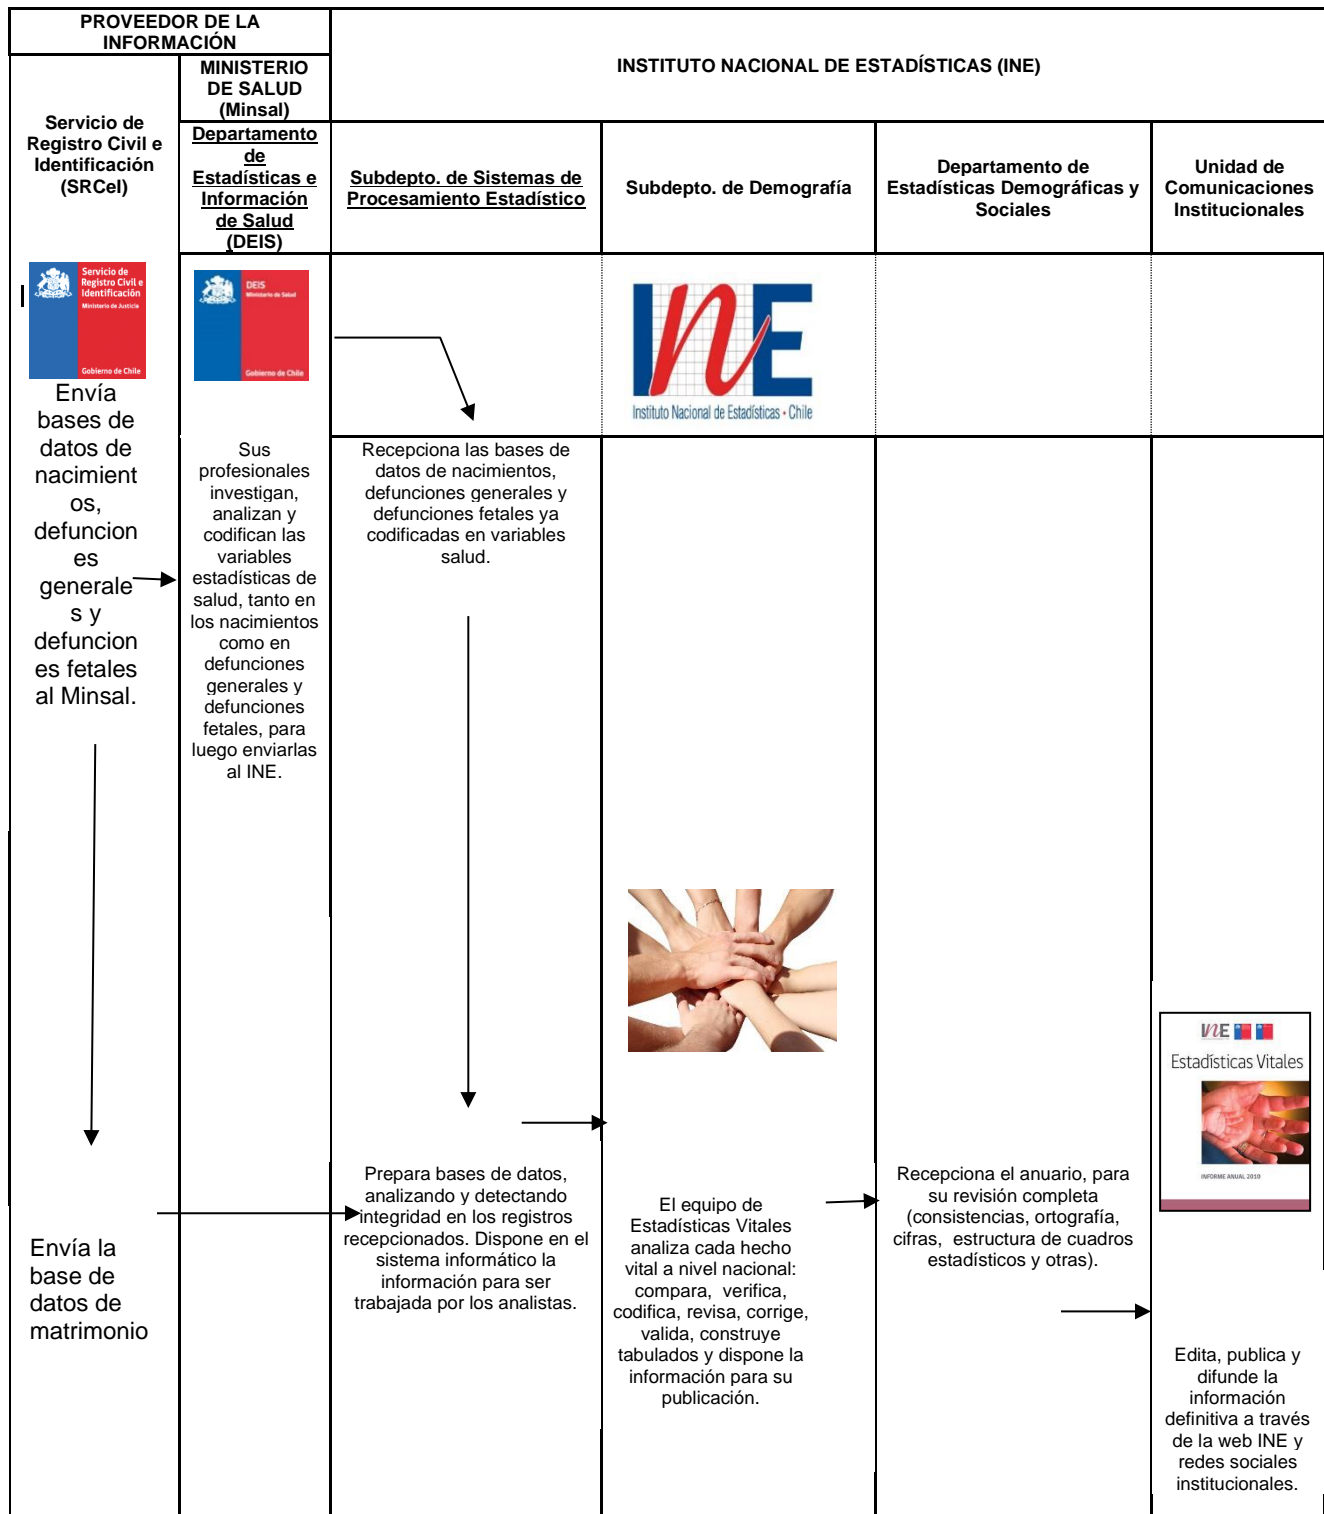 PROVEEDOR DE LA
INFORMACIÓN
INSTITUTO NACIONAL DE ESTADÍSTICAS (INE)
Servicio de
Registro Civil e
Identificación
(SRCeI)
MINISTERIO
DE SALUD
(Minsal)
Departamento
de
Estadísticas e
Información
de Salud
(DEIS)
Subdepto. de Sistemas de
Procesamiento Estadístico
Subdepto. de Demografía
Departamento de
Estadísticas Demográficas y
Sociales
Unidad de
Comunicaciones
Institucionales
Servicio de
Registro Civil e
Identificación
Ministerio de Justicia
Gobierno de Chile
DEIS
Ministerio de Salud
Gobierno de Chile
INE
Instituto Nacional de Estadísticas • Chile
Envía
bases de
datos de
nacimient
os,
defuncion
es
generale
s y
defuncion
es fetales
al Minsal.
Sus
profesionales
investigan,
analizan y
codifican las
variables
estadísticas de
salud, tanto en
los nacimientos
como en
defunciones
generales y
defunciones
fetales, para
luego enviarlas
al INE.
Recepciona las bases de
datos de nacimientos,
defunciones generales y
defunciones fetales ya
codificadas en variables
salud.
INE
Estadísticas Vitales
INFORME ANUAL 2010
Envía la
base de
datos de
matrimonio
Prepara bases de datos,
analizando y detectando
integridad en los registros
recepcionados. Dispone en el
sistema informático la
información para ser
trabajada por los analistas.
El equipo de
Estadísticas Vitales
analiza cada hecho
vital a nivel nacional:
compara, verifica,
codifica, revisa, corrige,
valida, construye
tabulados y dispone la
información para su
publicación.
Recepciona el anuario, para
su revisión completa
(consistencias, ortografía,
cifras, estructura de cuadros
estadísticos y otras).
Edita, publica y
difunde la
información
definitiva a través
de la web INE y
redes sociales
institucionales.